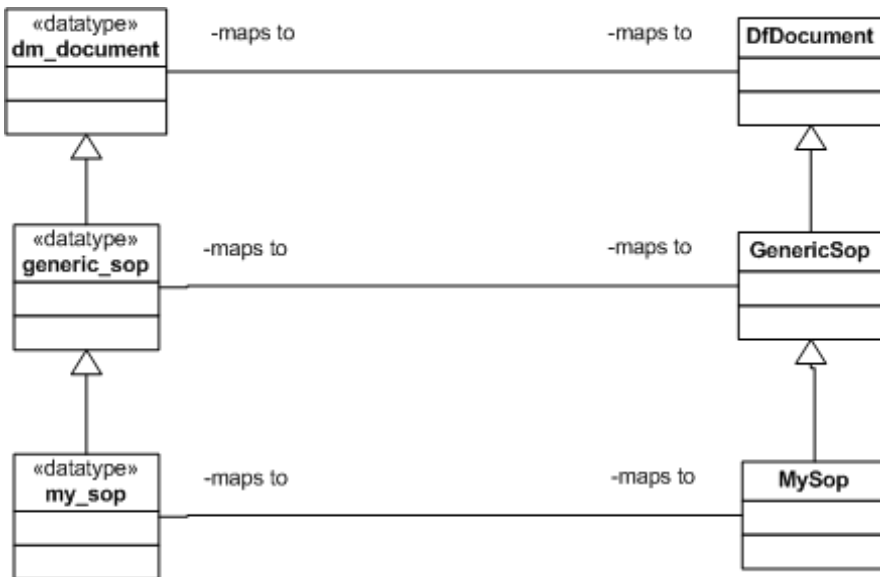 «datatype»
dm_document
-maps to
-maps to
DfDocument
«datatype»
generic_sop
-maps to
-maps to
GenericSop
«datatype»
my_sop
-maps to
-maps to
MySop